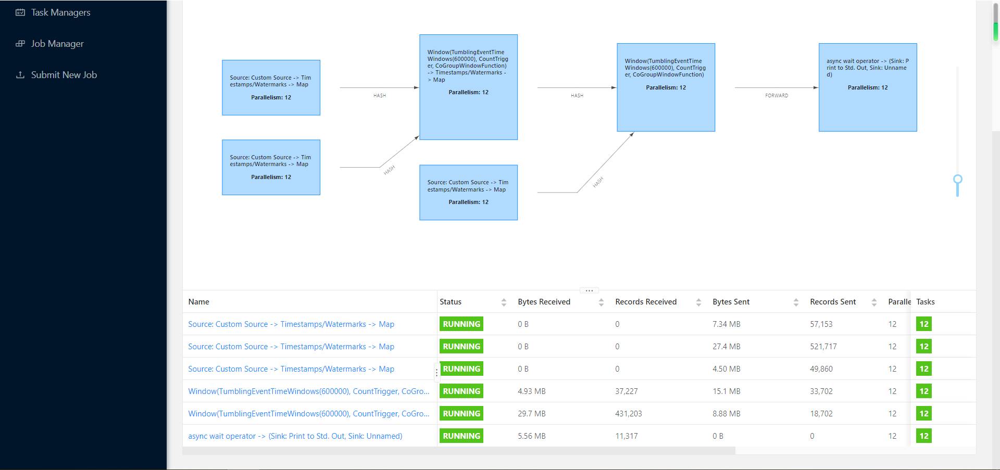 Task Managers
Job Manager
Submit New Job
Source: Custom Source -> Tim
estamps/Watermarks -> Map
Parallelism: 12
HASH
Source: Custom Source -> Tim
estamps/Watermarks -> Map
Parallelism: 12
HASH
Window(TumblingEventTime
Windows(600000), CountTrigg
er, CoGroupWindowFunction)
-> Timestamps/Watermarks -
> Map
Parallelism: 12
HASH
Source: Custom Source -> Tim
estamps/Watermarks -> Map
Parallelism: 12
HASH
Window(TumblingEventTime
Windows(600000), CountTrigg
er, CoGroupWindowFunction)
Parallelism: 12
FORWARD
async wait operator -> (Sink: P
rint to Std. Out, Sink: Unname
d)
Parallelism: 12
Name Status Bytes Received Records Received Bytes Sent Records Sent Paralle Tasks
Source: Custom Source -> Timestamps/Watermarks -> Map RUNNING 0 B 0 7.34 MB 57,153 12 12
Source: Custom Source -> Timestamps/Watermarks -> Map RUNNING 0 B 0 27.4 MB 521,717 12 12
Source: Custom Source -> Timestamps/Watermarks -> Map RUNNING 0 B 0 4.50 MB 49,860 12 12
Window(TumblingEventTimeWindows(600000), CountTrigger, CoGro... RUNNING 4.93 MB 37,227 15.1 MB 33,702 12 12
Window(TumblingEventTimeWindows(600000), CountTrigger, CoGro... RUNNING 29.7 MB 431,203 8.88 MB 18,702 12 12
async wait operator -> (Sink: Print to Std. Out, Sink: Unnamed) RUNNING 5.56 MB 11,317 0 B 0 12 12